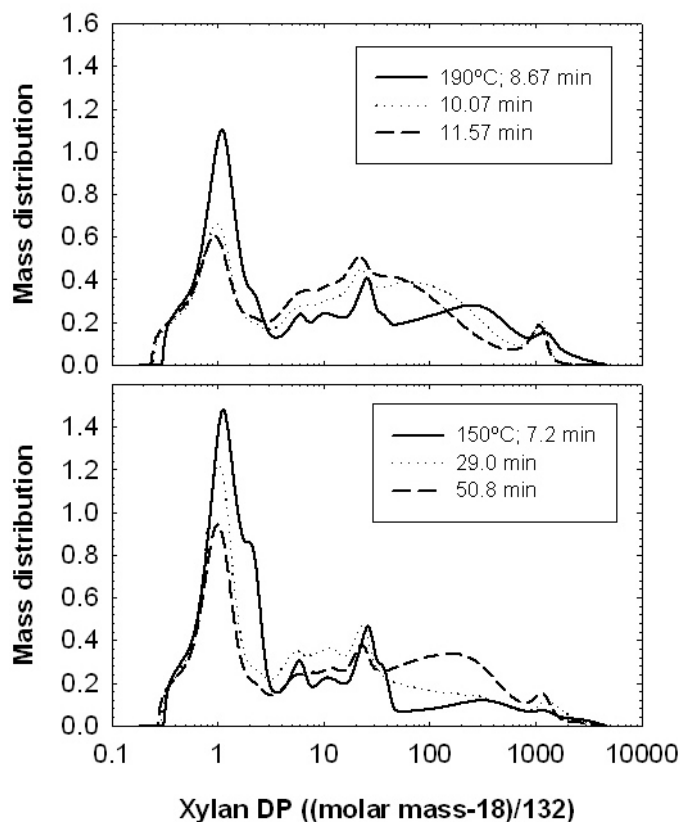 1.6
1.4
1.2
1.0
0.8
0.6
0.4
0.2
0.0
Mass distribution
190ºC; 8.67 min
10.07 min
11.57 min
1.4
1.2
1.0
0.8
0.6
0.4
0.2
0.0
Mass distribution
150ºC; 7.2 min
29.0 min
50.8 min
0.1 1 10 100 1000 10000
Xylan DP ((molar mass-18)/132)